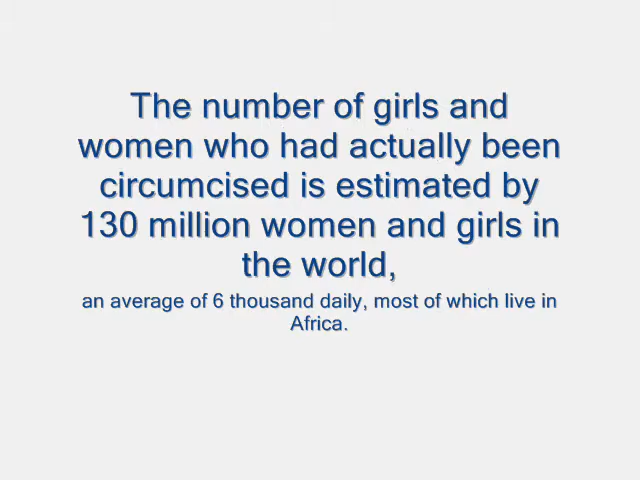 The number of girls and
women who had actually been
circumcised is estimated by
130 million women and girls in
the world,
an average of 6 thousand daily, most of which live in
Africa.